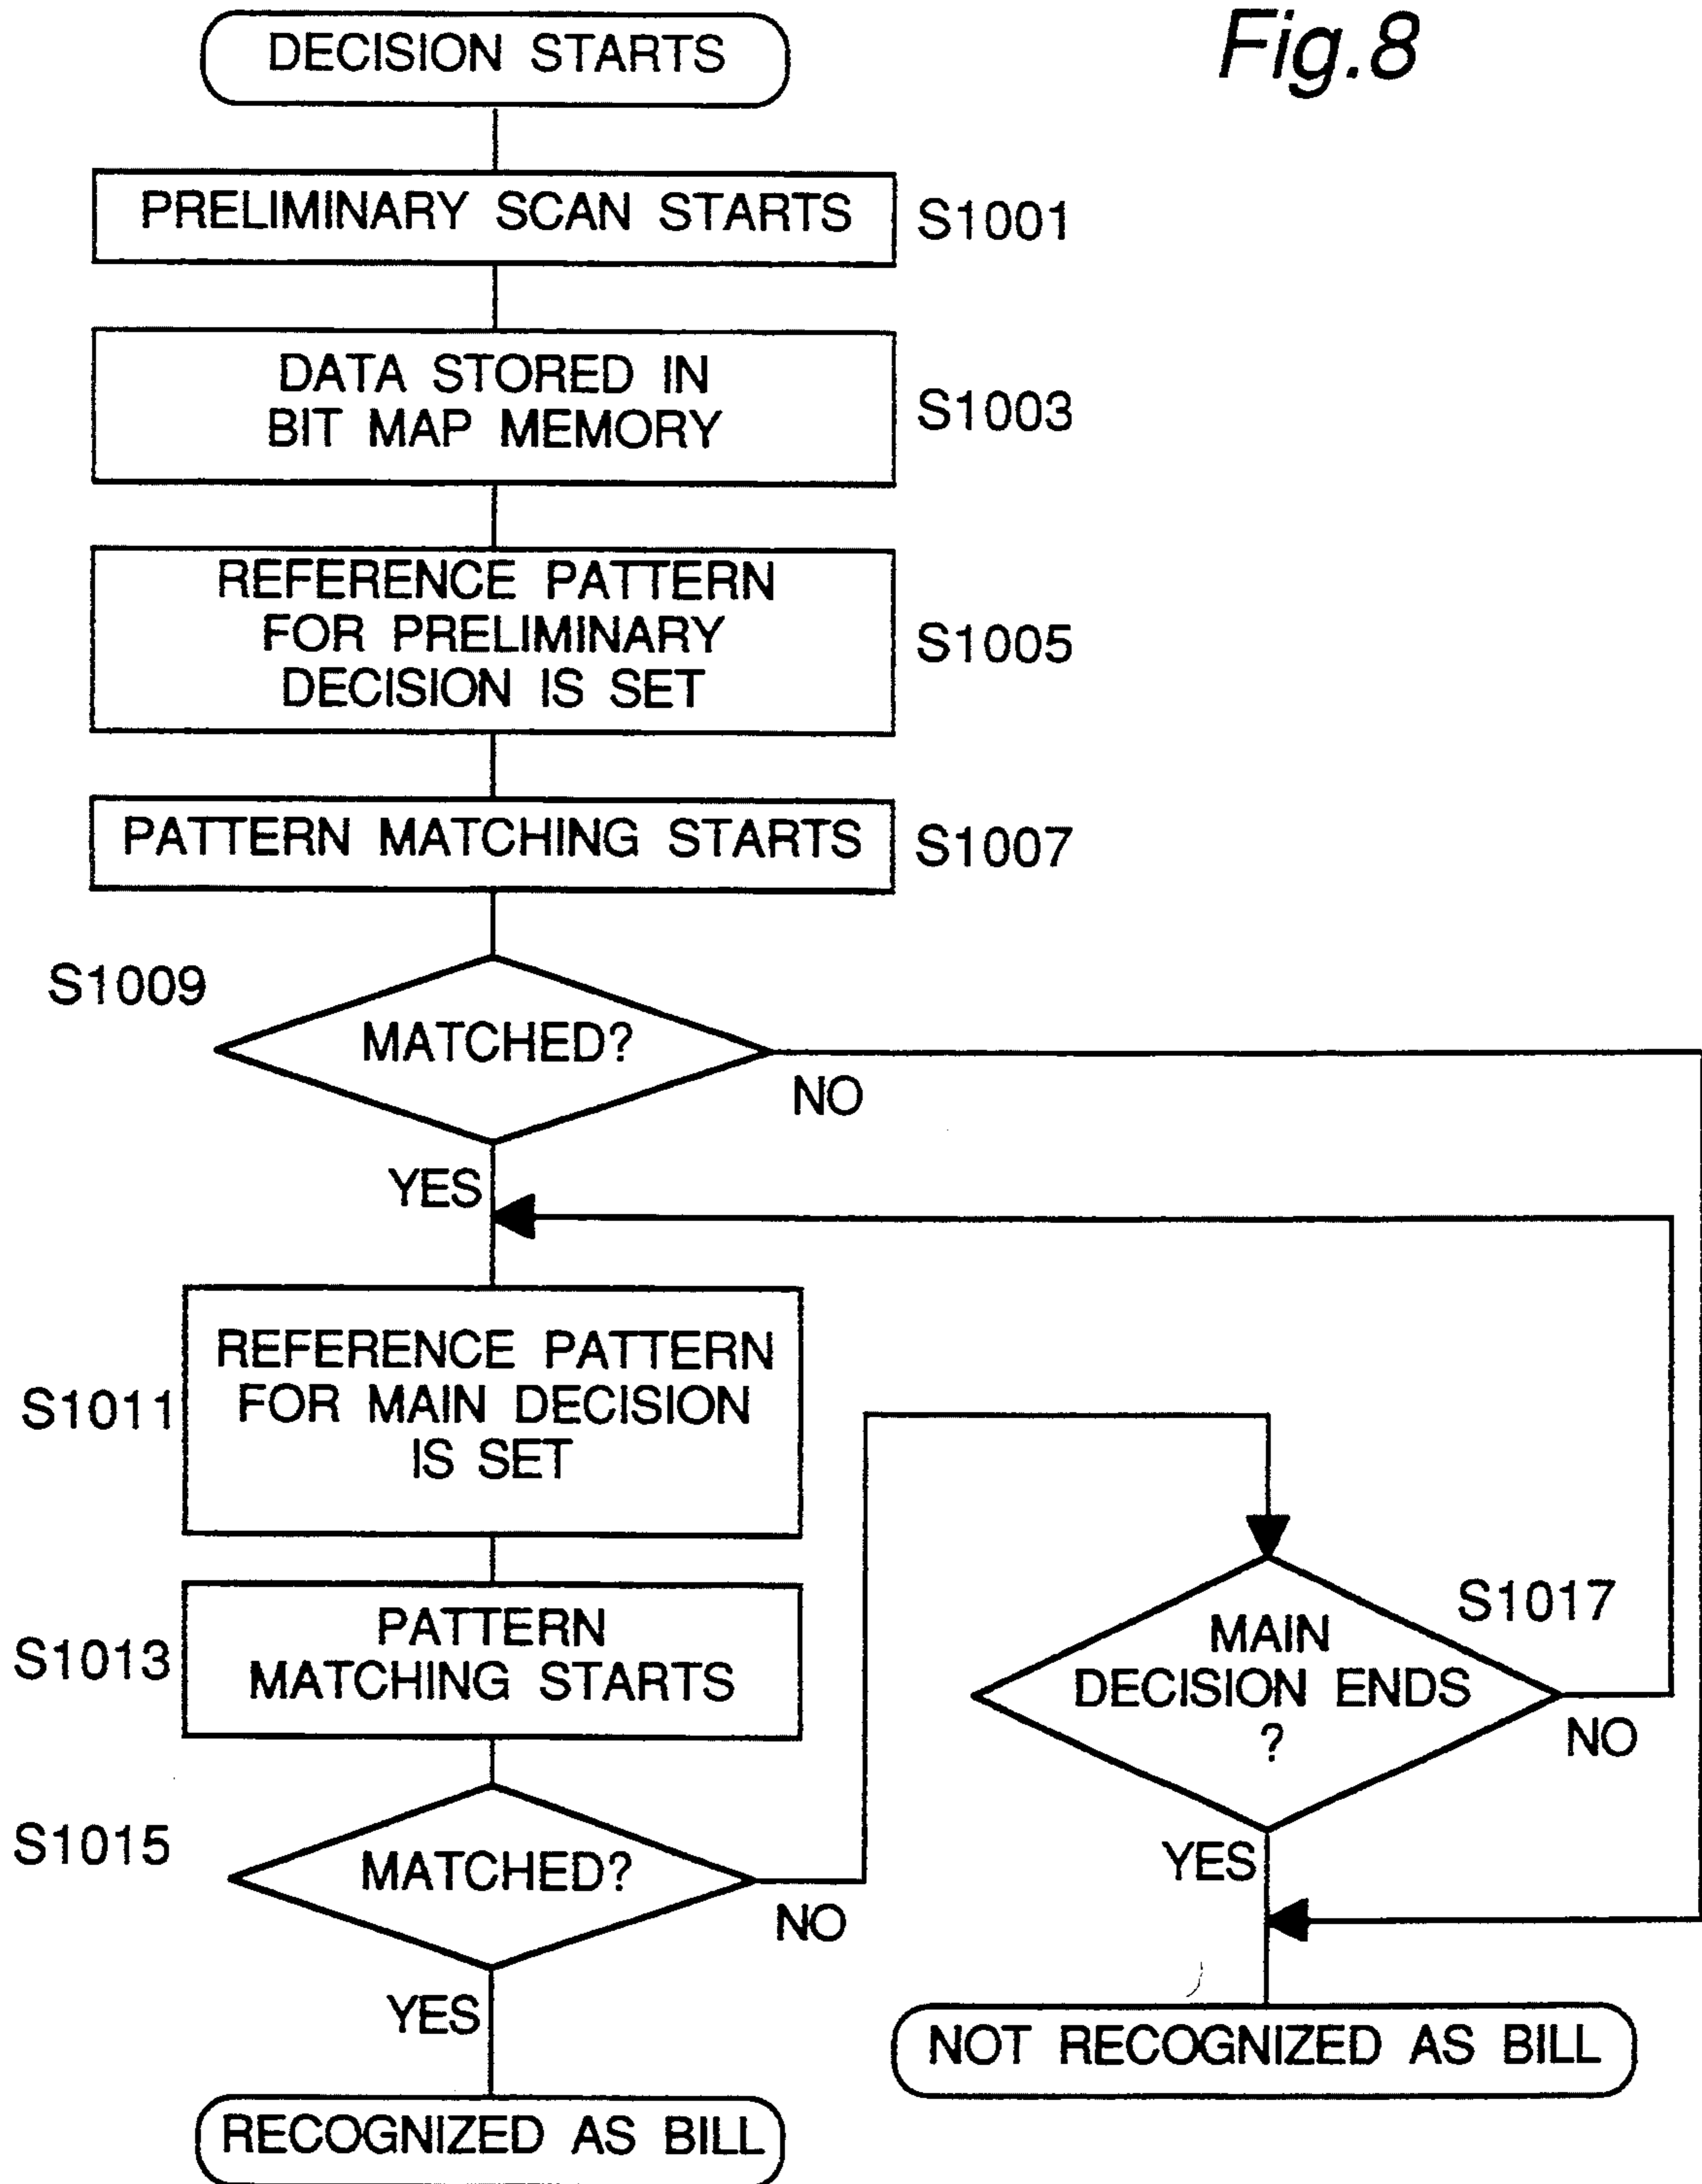 Fig.8
DECISION STARTS
PRELIMINARY SCAN STARTS
S1001
DATA STORED IN
BIT MAP MEMORY
S1003
REFERENCE PATTERN
FOR PRELIMINARY
DECISION IS SET
S1005
PATTERN MATCHING STARTS
S1007
S1009
MATCHED?
NO
YES
REFERENCE PATTERN
FOR MAIN DECISION
IS SET
S1011
PATTERN
MATCHING STARTS
S1013
S1015
MATCHED?
NO
YES
S1017
MAIN
DECISION ENDS
?
NO
YES
NOT RECOGNIZED AS BILL
RECOGNIZED AS BILL